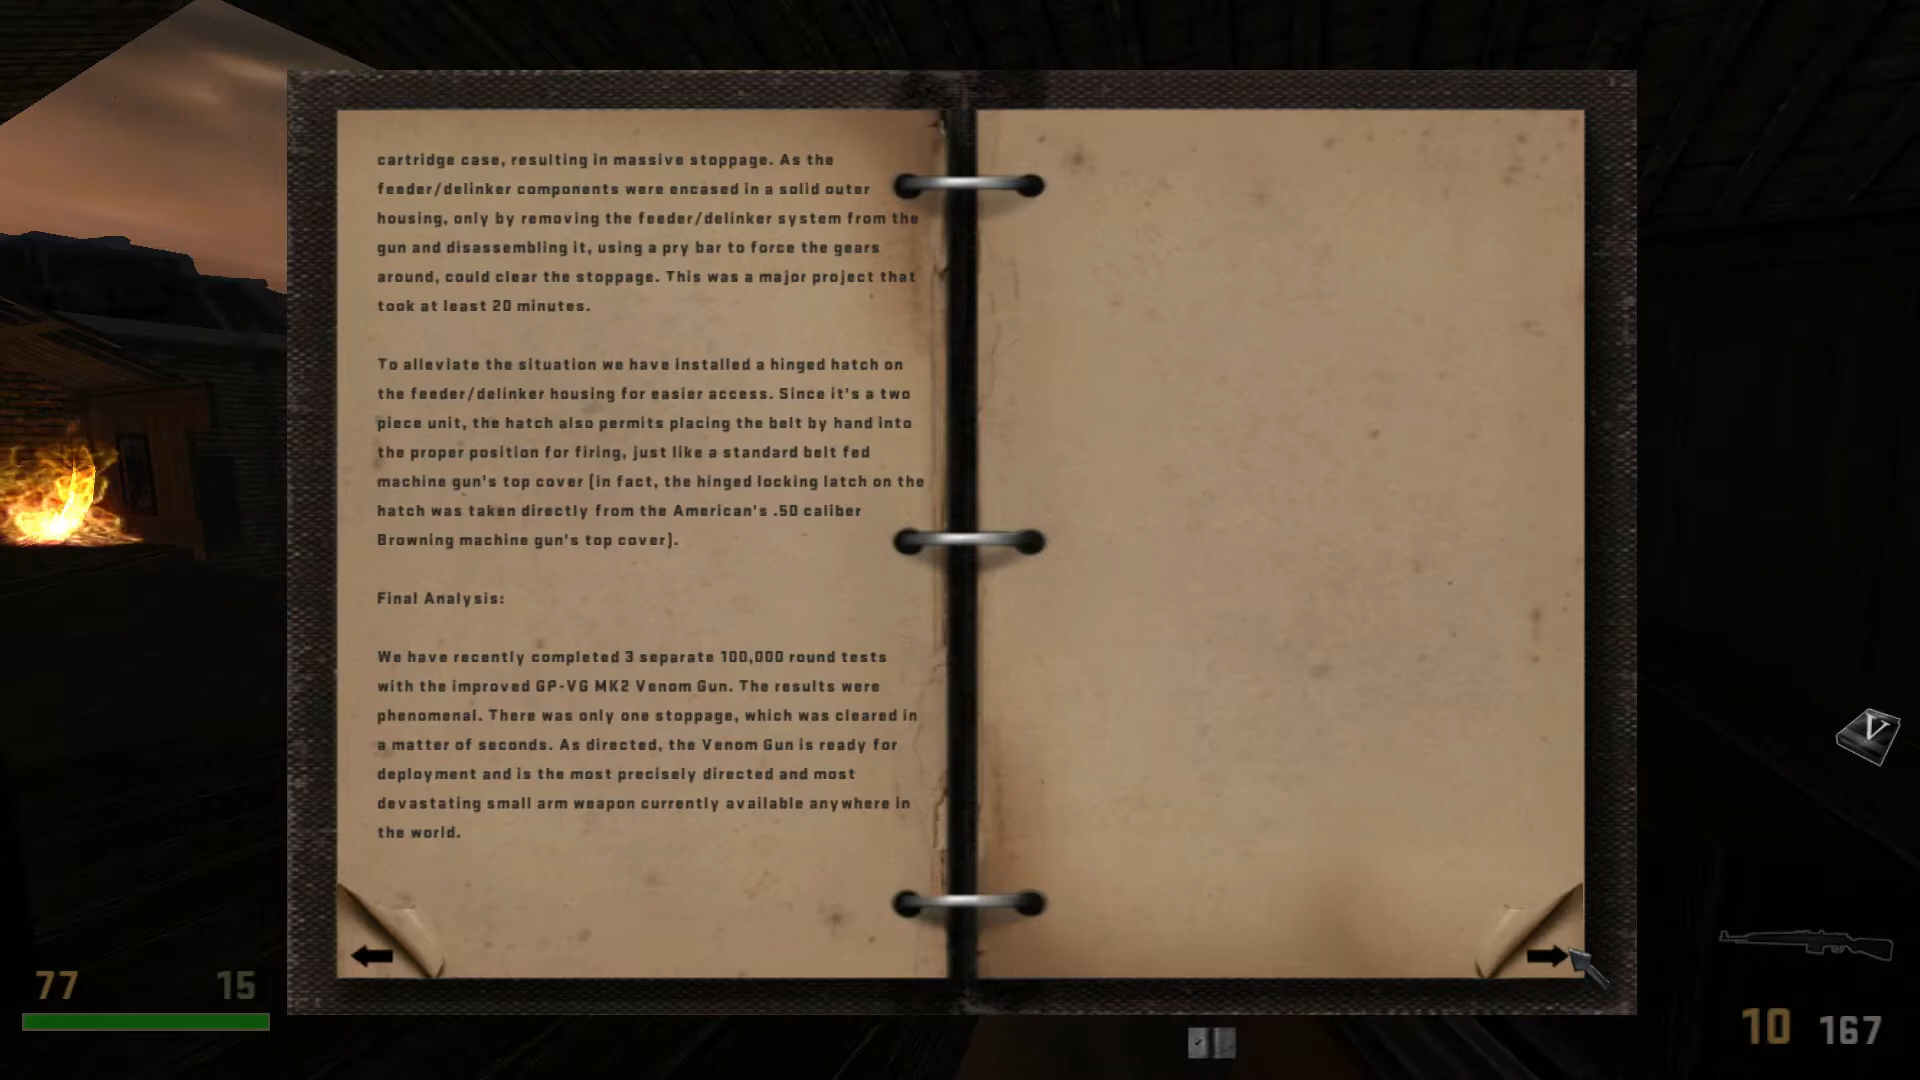 cartridge case, resulting in massive stoppage. As the
feeder/delinker components were encased in a solid outer
housing, only by removing the feeder/delinker system from the
gun and disassembling it, using a pry bar to force the gears
around, could clear the stoppage. This was a major project that
took at least 20 minutes.
To alleviate the situation we have installed a hinged hatch on
the feeder/delinker housing for easier access. Since it's a two
piece unit, the hatch also permits placing the belt by hand into
the proper position for firing, just like a standard belt fed
machine gun's top cover (in fact, the hinged locking latch on the
hatch was taken directly from the American's .50 caliber
Browning machine gun's top cover).
Final Analysis:
We have recently completed 3 separate 100,000 round tests
with the improved GP-VG MK2 Venom Gun. The results were
phenomenal. There was only one stoppage, which was cleared in
a matter of seconds. As directed, the Venom Gun is ready for
deployment and is the most precisely directed and most
devastating small arm weapon currently available anywhere in
the world.
V
77 15
10 167